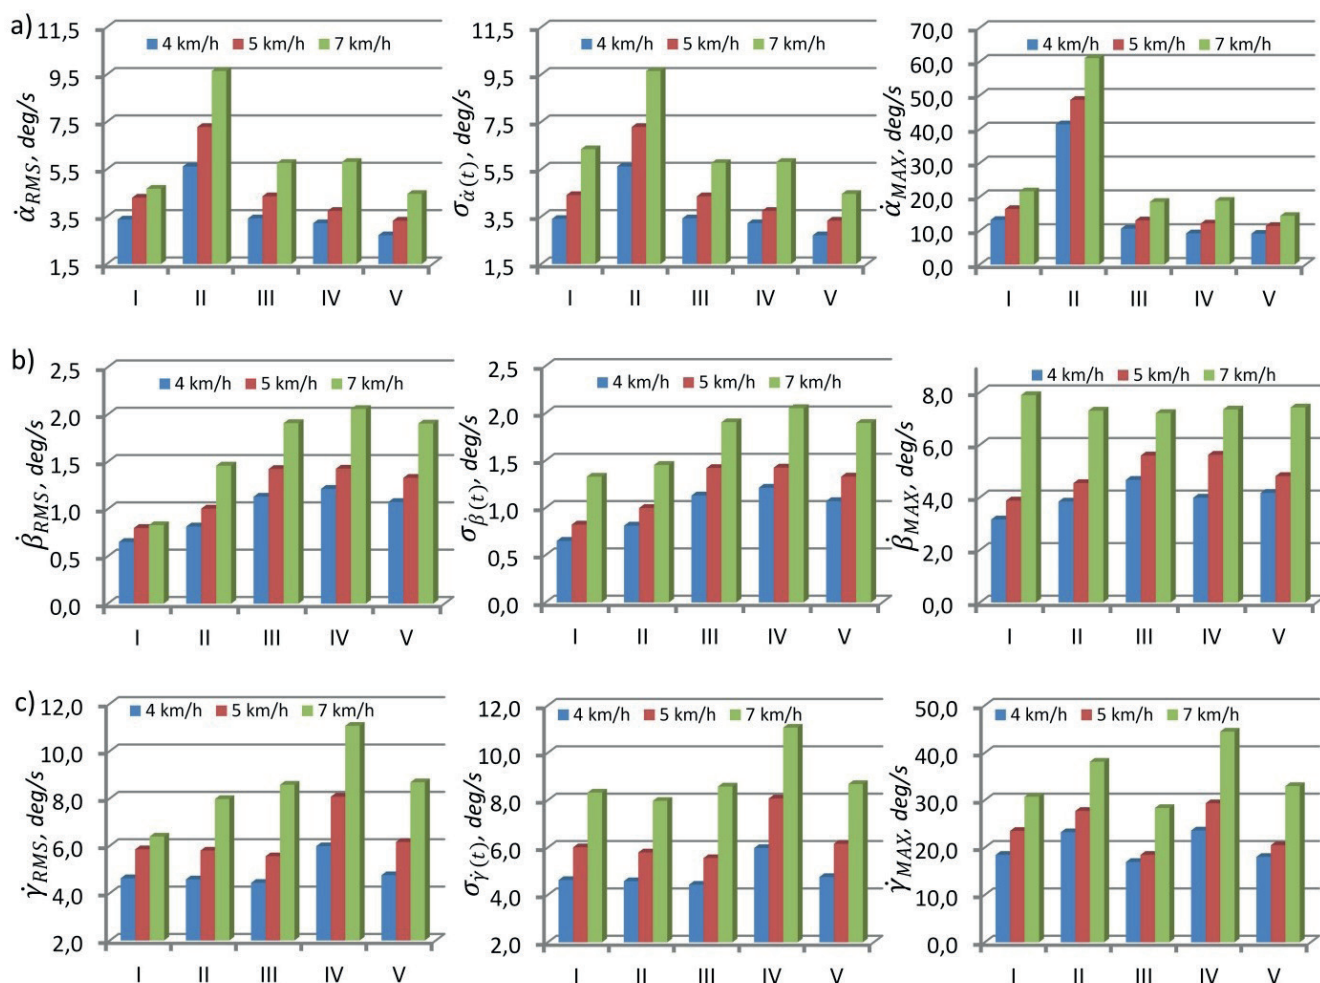 a)
α̇RMS, deg/s
11,5
9,5
7,5
5,5
3,5
1,5
4 km/h 5 km/h 7 km/h
I II III IV V
σα̇(t), deg/s
11,5
9,5
7,5
5,5
3,5
1,5
4 km/h 5 km/h 7 km/h
I II III IV V
α̇MAX, deg/s
70,0
60,0
50,0
40,0
30,0
20,0
10,0
0,0
4 km/h 5 km/h 7 km/h
I II III IV V
b)
β̇RMS, deg/s
2,5
2,0
1,5
1,0
0,5
0,0
4 km/h 5 km/h 7 km/h
I II III IV V
σβ̇(t), deg/s
2,5
2,0
1,5
1,0
0,5
0,0
4 km/h 5 km/h 7 km/h
I II III IV V
β̇MAX, deg/s
8,0
6,0
4,0
2,0
0,0
4 km/h 5 km/h 7 km/h
I II III IV V
c)
γ̇RMS, deg/s
12,0
10,0
8,0
6,0
4,0
2,0
4 km/h 5 km/h 7 km/h
I II III IV V
σγ̇(t), deg/s
12,0
10,0
8,0
6,0
4,0
2,0
4 km/h 5 km/h 7 km/h
I II III IV V
γ̇MAX, deg/s
50,0
40,0
30,0
20,0
10,0
0,0
4 km/h 5 km/h 7 km/h
I II III IV V